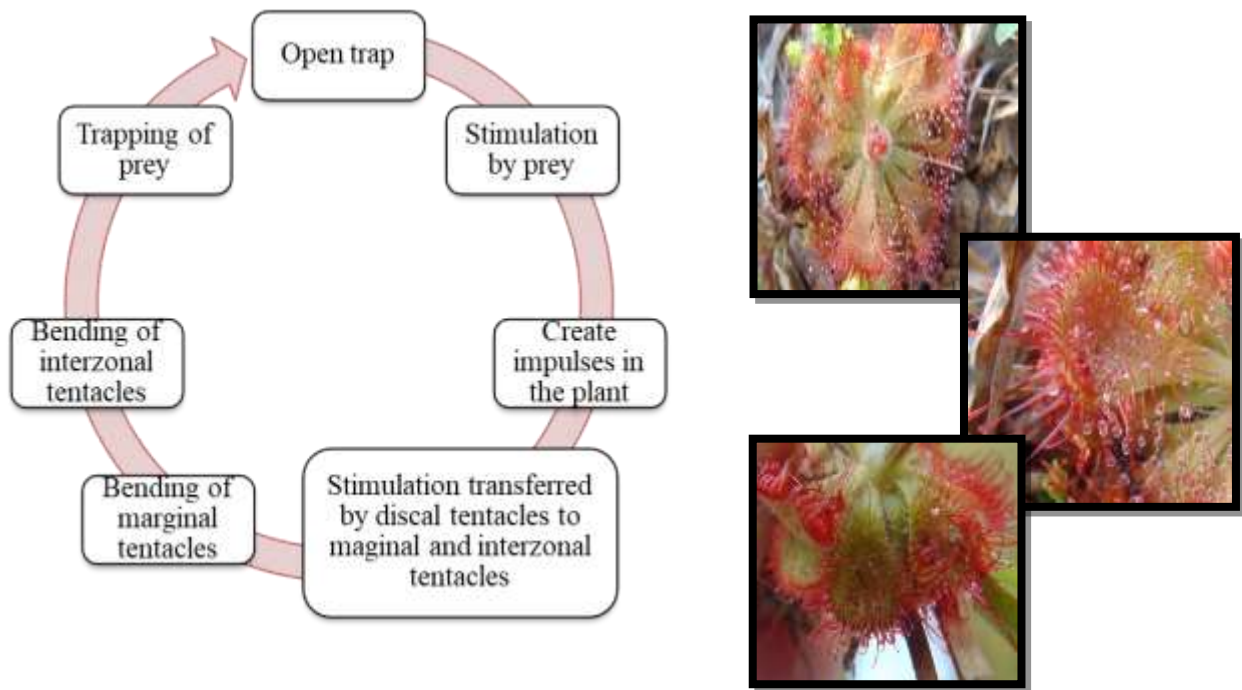 Open trap
Stimulation
by prey
Create
impulses in
the plant
Stimulation transferred
by discal tentacles to
maginal and interzonal
tentacles
Bending of
marginal
tentacles
Bending of
interzonal
tentacles
Trapping of
prey